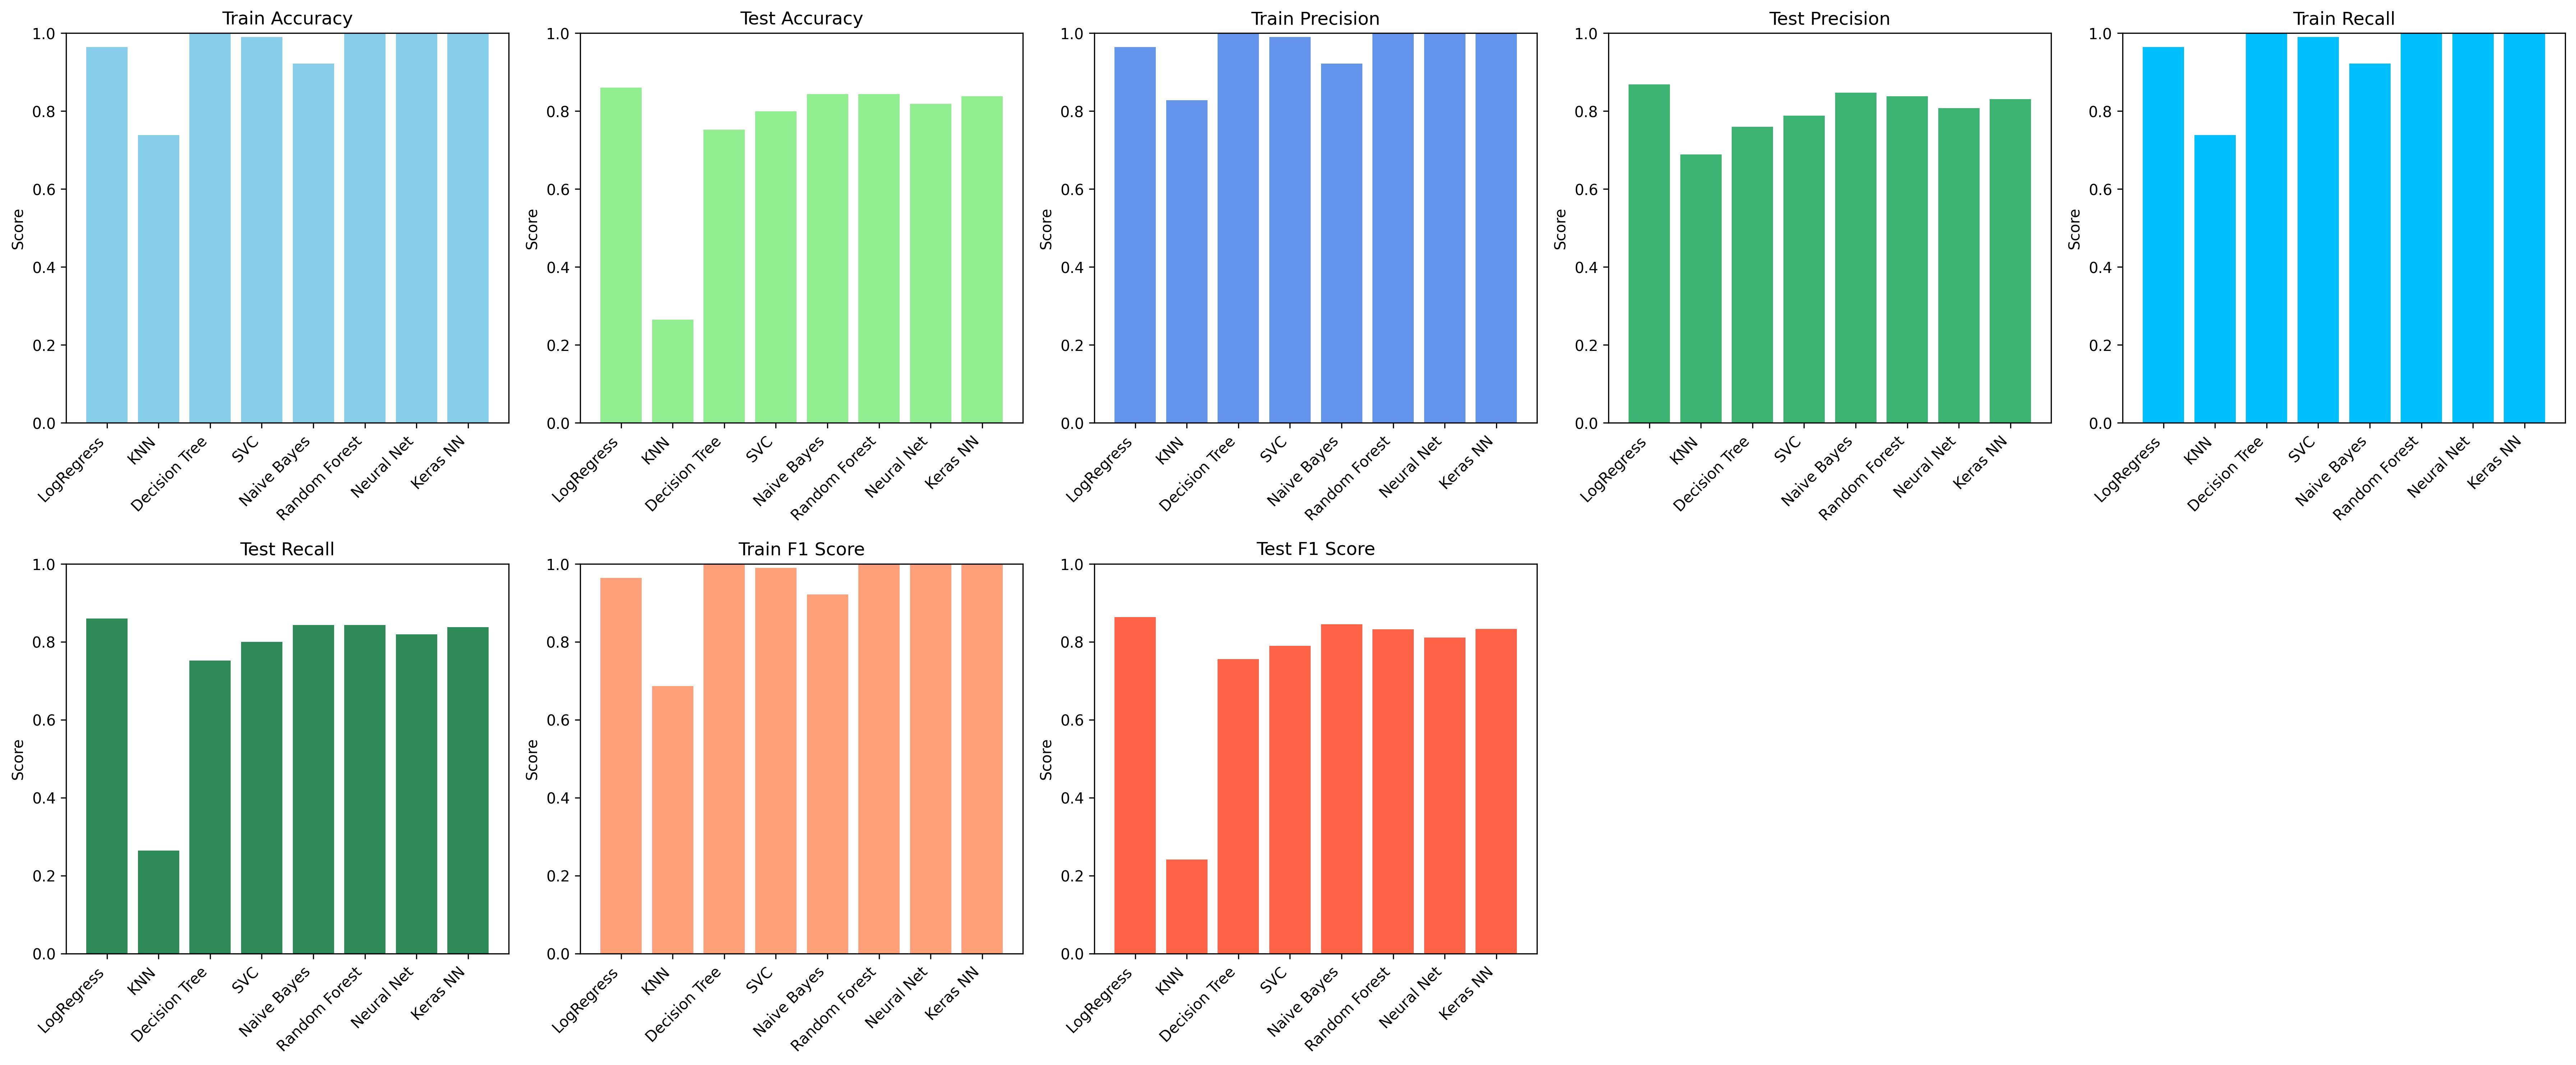 Train Accuracy
Score
1.0
0.8
0.6
0.4
0.2
0.0
LogRegress
KNN
Decision Tree
SVC
Naive Bayes
Random Forest
Neural Net
Keras NN
Test Accuracy
Score
1.0
0.8
0.6
0.4
0.2
0.0
LogRegress
KNN
Decision Tree
SVC
Naive Bayes
Random Forest
Neural Net
Keras NN
Train Precision
Score
1.0
0.8
0.6
0.4
0.2
0.0
LogRegress
KNN
Decision Tree
SVC
Naive Bayes
Random Forest
Neural Net
Keras NN
Test Precision
Score
1.0
0.8
0.6
0.4
0.2
0.0
LogRegress
KNN
Decision Tree
SVC
Naive Bayes
Random Forest
Neural Net
Keras NN
Train Recall
Score
1.0
0.8
0.6
0.4
0.2
0.0
LogRegress
KNN
Decision Tree
SVC
Naive Bayes
Random Forest
Neural Net
Keras NN
Test Recall
Score
1.0
0.8
0.6
0.4
0.2
0.0
LogRegress
KNN
Decision Tree
SVC
Naive Bayes
Random Forest
Neural Net
Keras NN
Train F1 Score
Score
1.0
0.8
0.6
0.4
0.2
0.0
LogRegress
KNN
Decision Tree
SVC
Naive Bayes
Random Forest
Neural Net
Keras NN
Test F1 Score
Score
1.0
0.8
0.6
0.4
0.2
0.0
LogRegress
KNN
Decision Tree
SVC
Naive Bayes
Random Forest
Neural Net
Keras NN